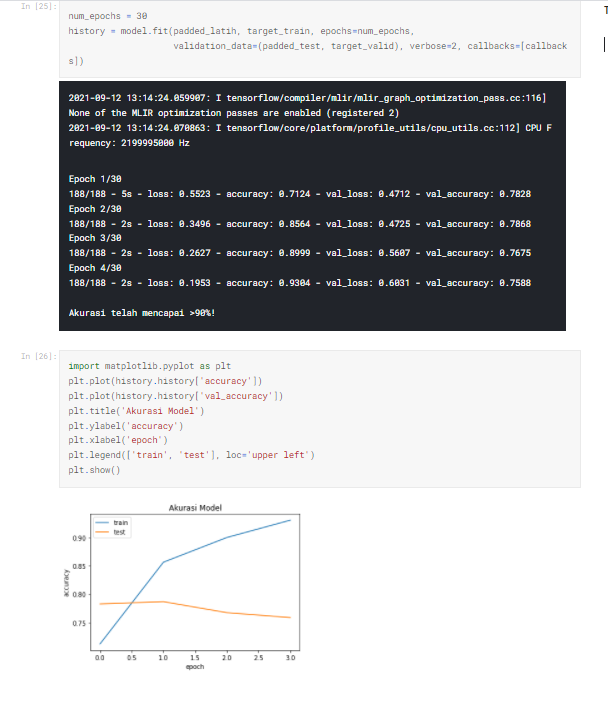 In [25]:
num_epochs = 30
history = model.fit(padded_latih, target_train, epochs=num_epochs,
validation_data=(padded_test, target_valid), verbose=2, callbacks=[callback
s])
2021-09-12 13:14:24.059907: I tensorflow/compiler/mlir/mlir_graph_optimization_pass.cc:116]
None of the MLIR optimization passes are enabled (registered 2)
2021-09-12 13:14:24.070863: I tensorflow/core/platform/profile_utils/cpu_utils.cc:112] CPU F
requency: 2199995000 Hz
Epoch 1/30
188/188 - 5s - loss: 0.5523 - accuracy: 0.7124 - val_loss: 0.4712 - val_accuracy: 0.7828
Epoch 2/30
188/188 - 2s - loss: 0.3496 - accuracy: 0.8564 - val_loss: 0.4725 - val_accuracy: 0.7868
Epoch 3/30
188/188 - 2s - loss: 0.2627 - accuracy: 0.8999 - val_loss: 0.5607 - val_accuracy: 0.7675
Epoch 4/30
188/188 - 2s - loss: 0.1953 - accuracy: 0.9304 - val_loss: 0.6031 - val_accuracy: 0.7588
Akurasi telah mencapai >90%!
In [26]:
import matplotlib.pyplot as plt
plt.plot(history.history['accuracy'])
plt.plot(history.history['val_accuracy'])
plt.title('Akurasi Model')
plt.ylabel('accuracy')
plt.xlabel('epoch')
plt.legend(['train', 'test'], loc='upper left')
plt.show()
Akurasi Model
train
test
0.90
0.85
0.80
0.75
accuracy
0.0 0.5 1.0 1.5 2.0 2.5 3.0
epoch